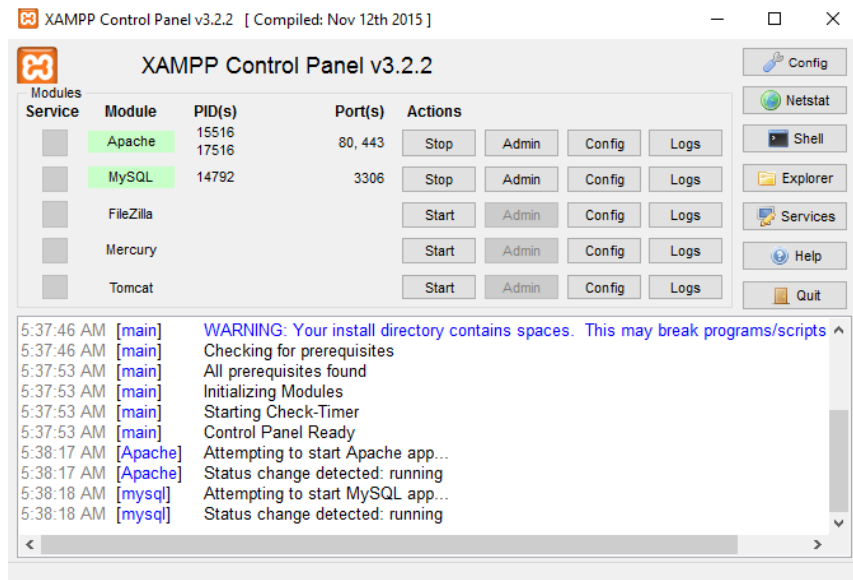 XAMPP Control Panel v3.2.2 [ Compiled: Nov 12th 2015 ]
XAMPP Control Panel v3.2.2
Config
Modules
Service Module PID(s) Port(s) Actions
Netstat
Apache 15516 17516 80, 443 Stop Admin Config Logs
Shell
MySQL 14792 3306 Stop Admin Config Logs
Explorer
FileZilla Start Admin Config Logs
Services
Mercury Start Admin Config Logs
Help
Tomcat Start Admin Config Logs
Quit
5:37:46 AM [main] WARNING: Your install directory contains spaces. This may break programs/scripts
5:37:46 AM [main] Checking for prerequisites
5:37:53 AM [main] All prerequisites found
5:37:53 AM [main] Initializing Modules
5:37:53 AM [main] Starting Check-Timer
5:37:53 AM [main] Control Panel Ready
5:38:17 AM [Apache] Attempting to start Apache app...
5:38:17 AM [Apache] Status change detected: running
5:38:18 AM [mysql] Attempting to start MySQL app...
5:38:18 AM [mysql] Status change detected: running